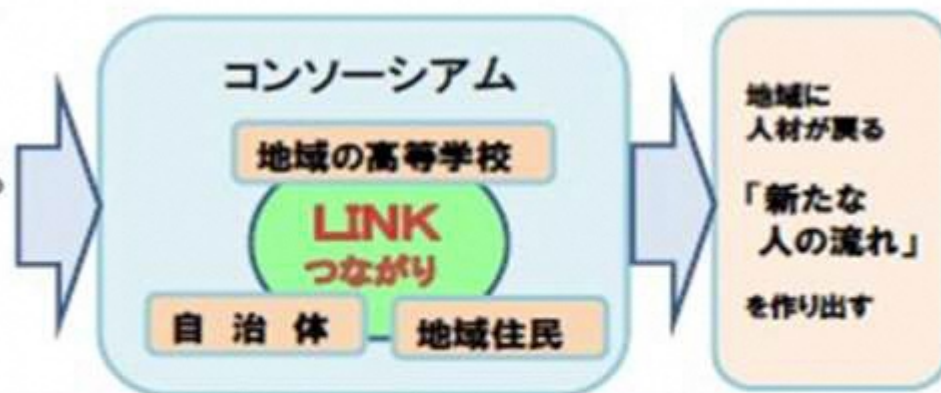 コンソーシアム
地域の高等学校
LINK
つながり
自治体
地域住民
地域に
人材が戻る
「新たな
人の流れ」
を作り出す